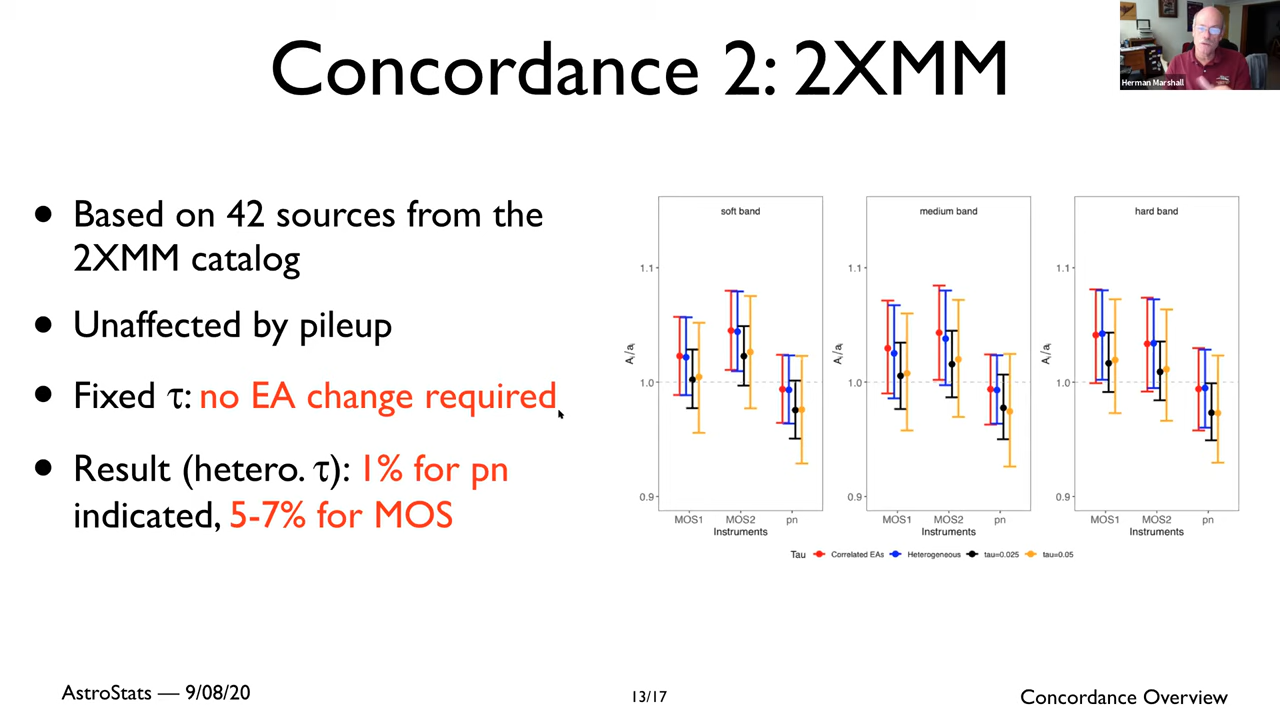 Concordance 2: 2XMM
Herman Marshall
• Based on 42 sources from the
2XMM catalog
• Unaffected by pileup
• Fixed τ: no EA change required
• Result (hetero. τ): 1% for pn
indicated, 5-7% for MOS
soft band
medium band
hard band
1.1
1.0
0.9
A/aᵢ
MOS1 MOS2 pn
Instruments
1.1
1.0
0.9
A/aᵢ
MOS1 MOS2 pn
Instruments
1.1
1.0
0.9
A/aᵢ
MOS1 MOS2 pn
Instruments
Tau Correlated EAs Heterogeneous tau=0.025 tau=0.05
AstroStats — 9/08/20
13/17
Concordance Overview